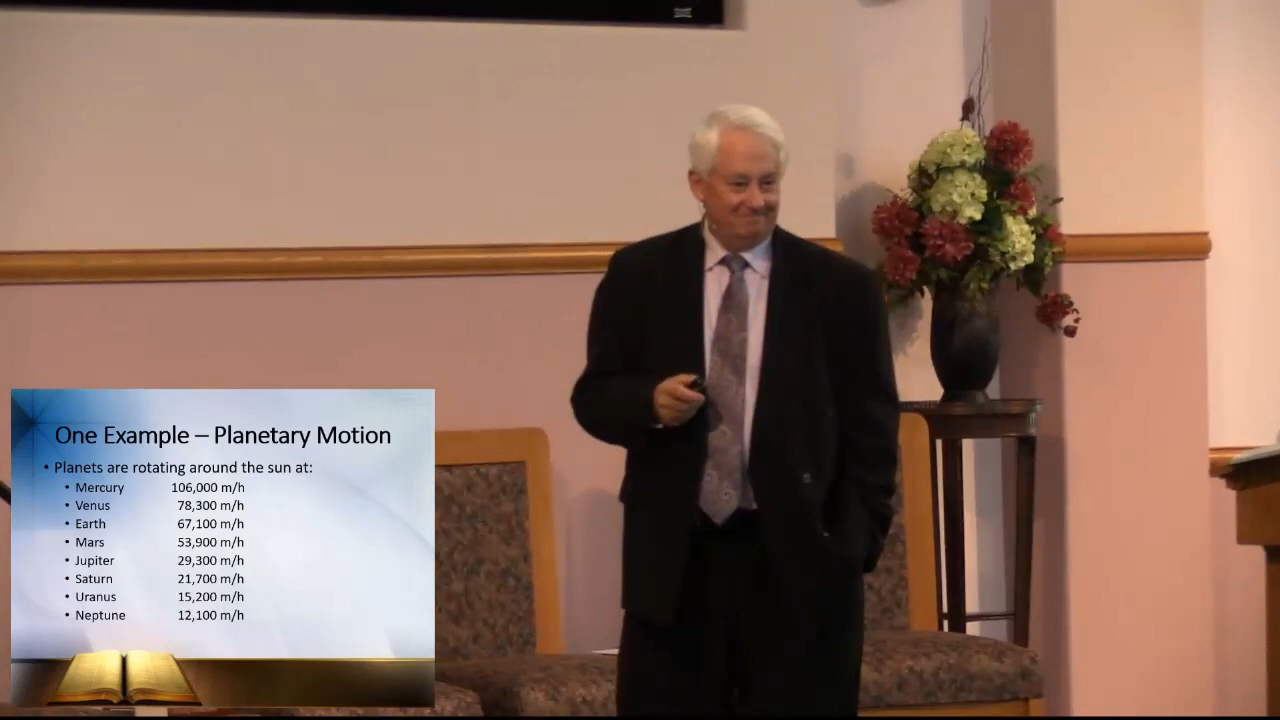 One Example – Planetary Motion
• Planets are rotating around the sun at:
• Mercury 106,000 m/h
• Venus 78,300 m/h
• Earth 67,100 m/h
• Mars 53,900 m/h
• Jupiter 29,300 m/h
• Saturn 21,700 m/h
• Uranus 15,200 m/h
• Neptune 12,100 m/h